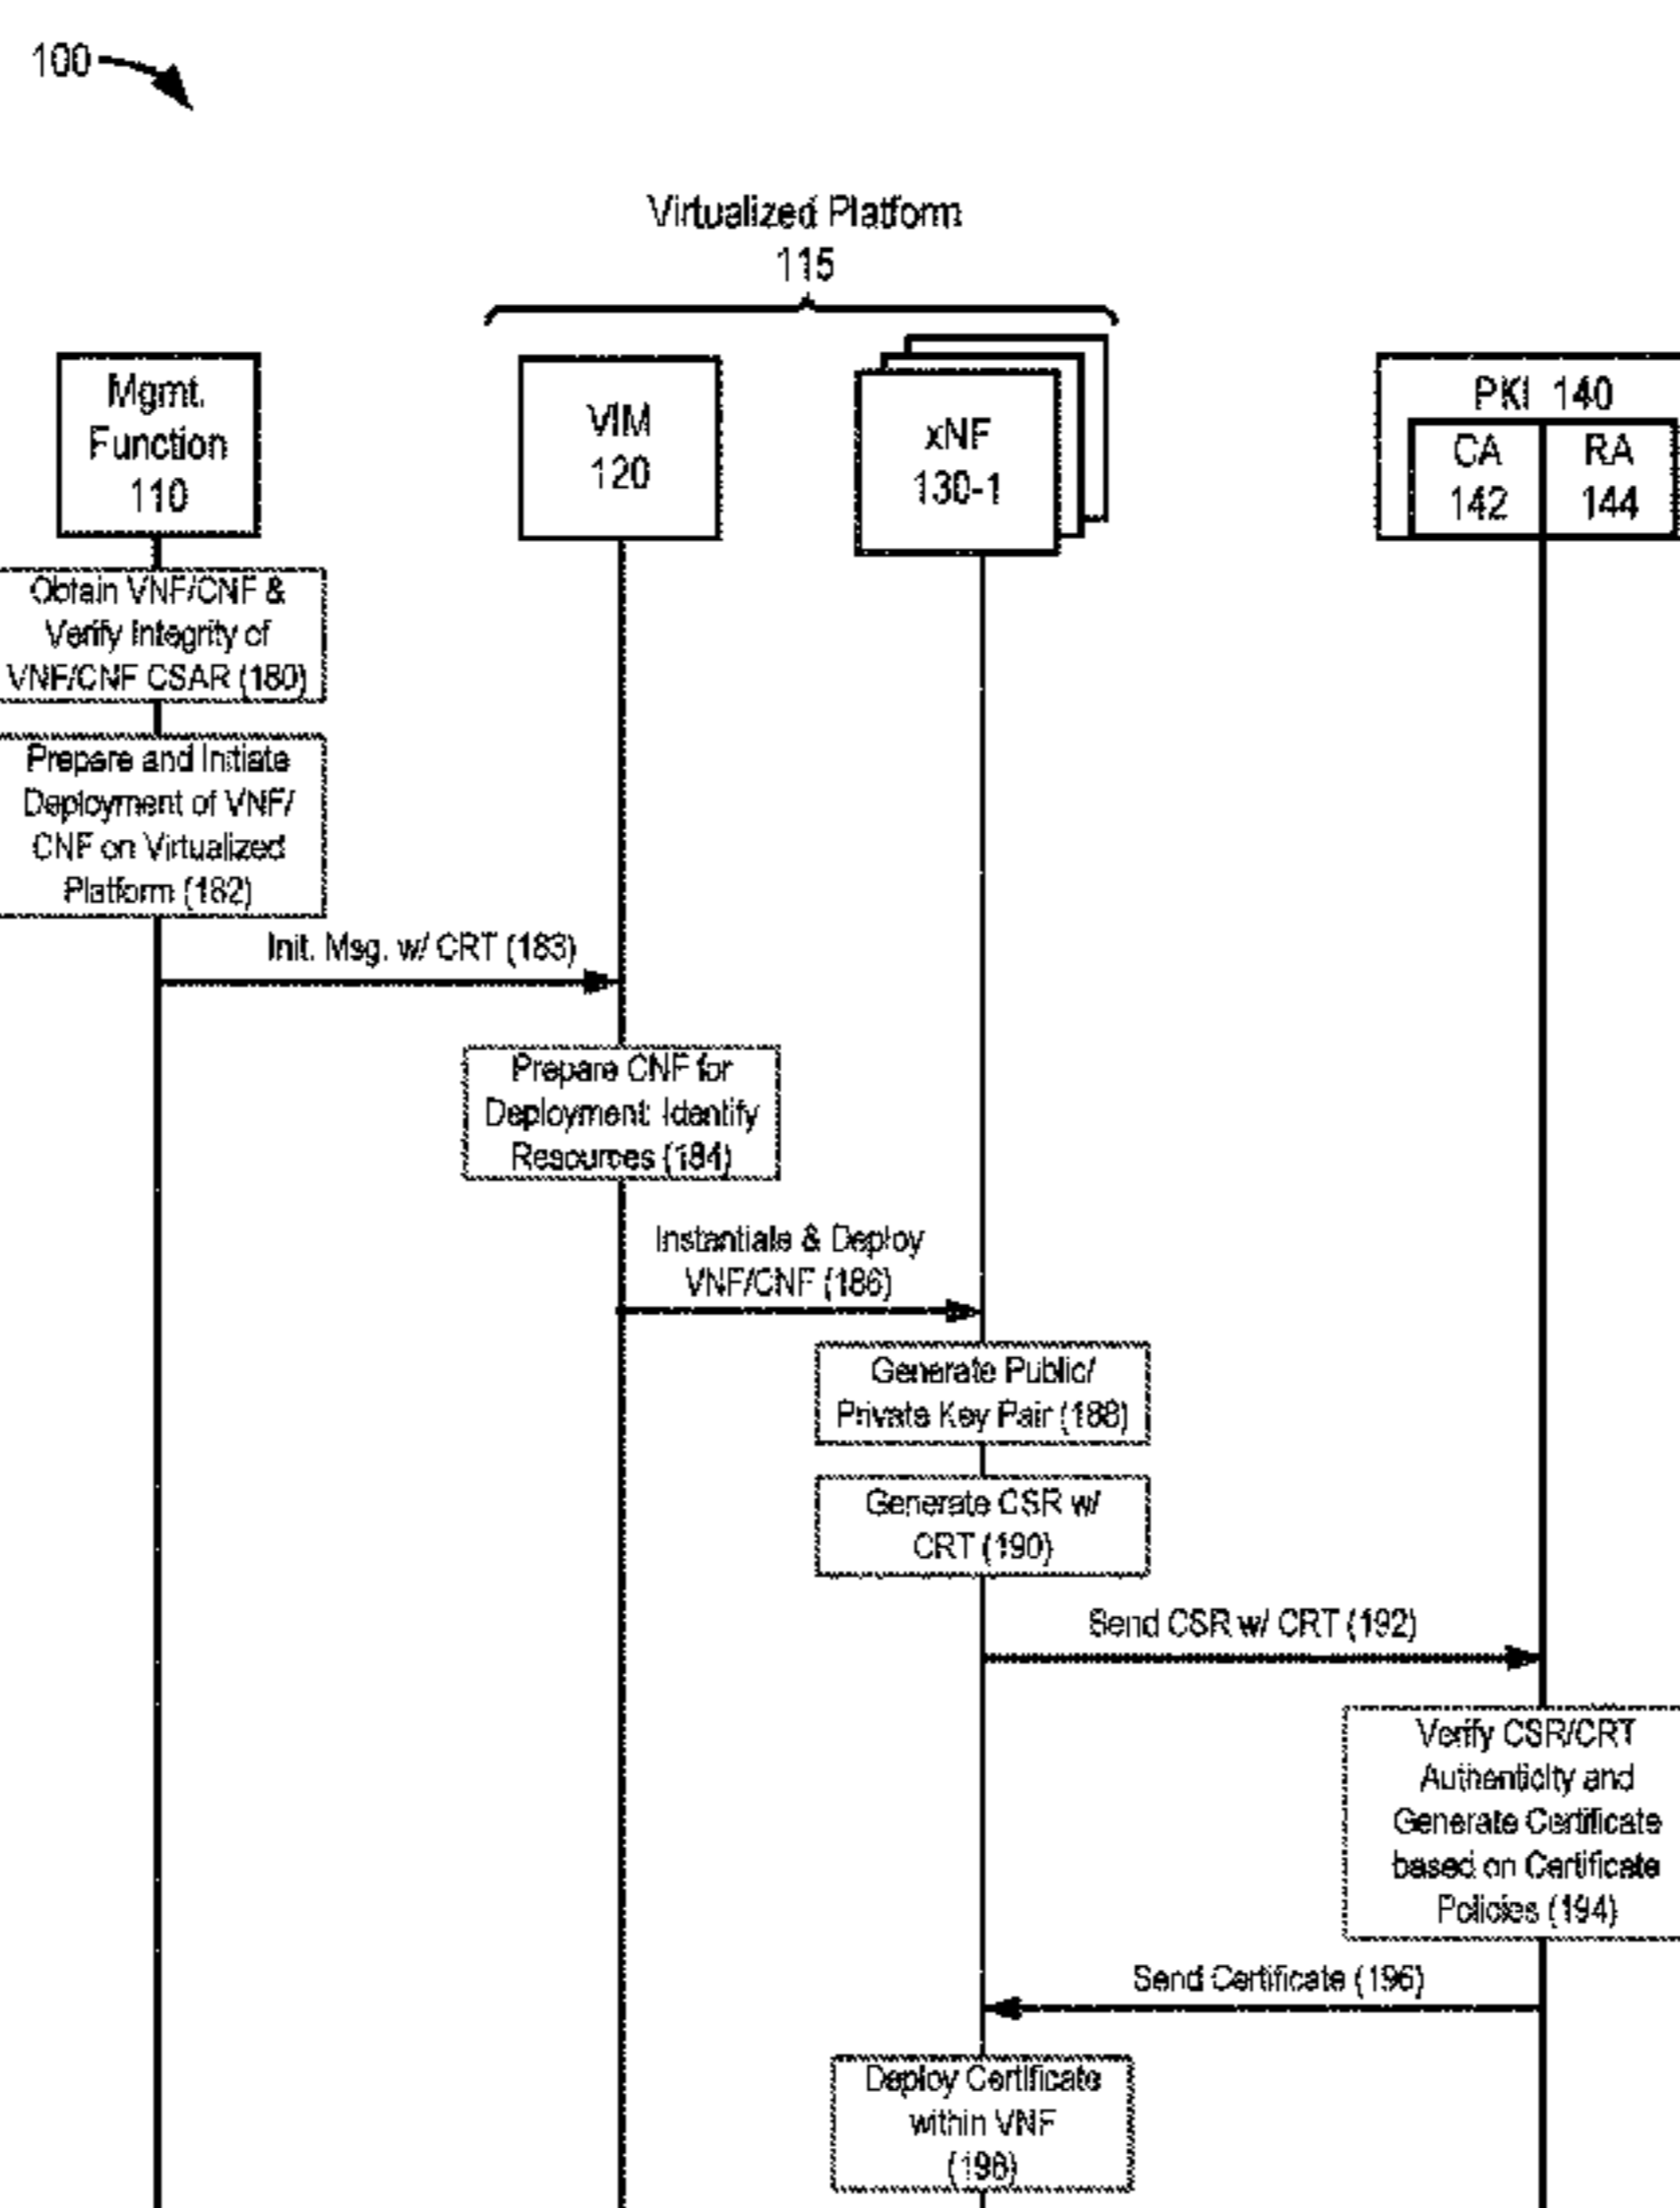 100
Virtualized Platform
115
Mgmt.
Function
110
VIM
120
xNF
130-1
PKI 140
CA
142
RA
144
Obtain VNF/CNF &
Verify Integrity of
VNF/CNF CSAR (180)
Prepare and Initiate
Deployment of VNF/
CNF on Virtualized
Platform (182)
Init. Msg. w/ CRT (183)
Prepare CNF for
Deployment: Identify
Resources (184)
Instantiate & Deploy
VNF/CNF (186)
Generate Public/
Private Key Pair (188)
Generate CSR w/
CRT (190)
Send CSR w/ CRT (192)
Verify CSR/CRT
Authenticity and
Generate Certificate
based on Certificate
Policies (194)
Send Certificate (196)
Deploy Certificate
within VNF
(198)